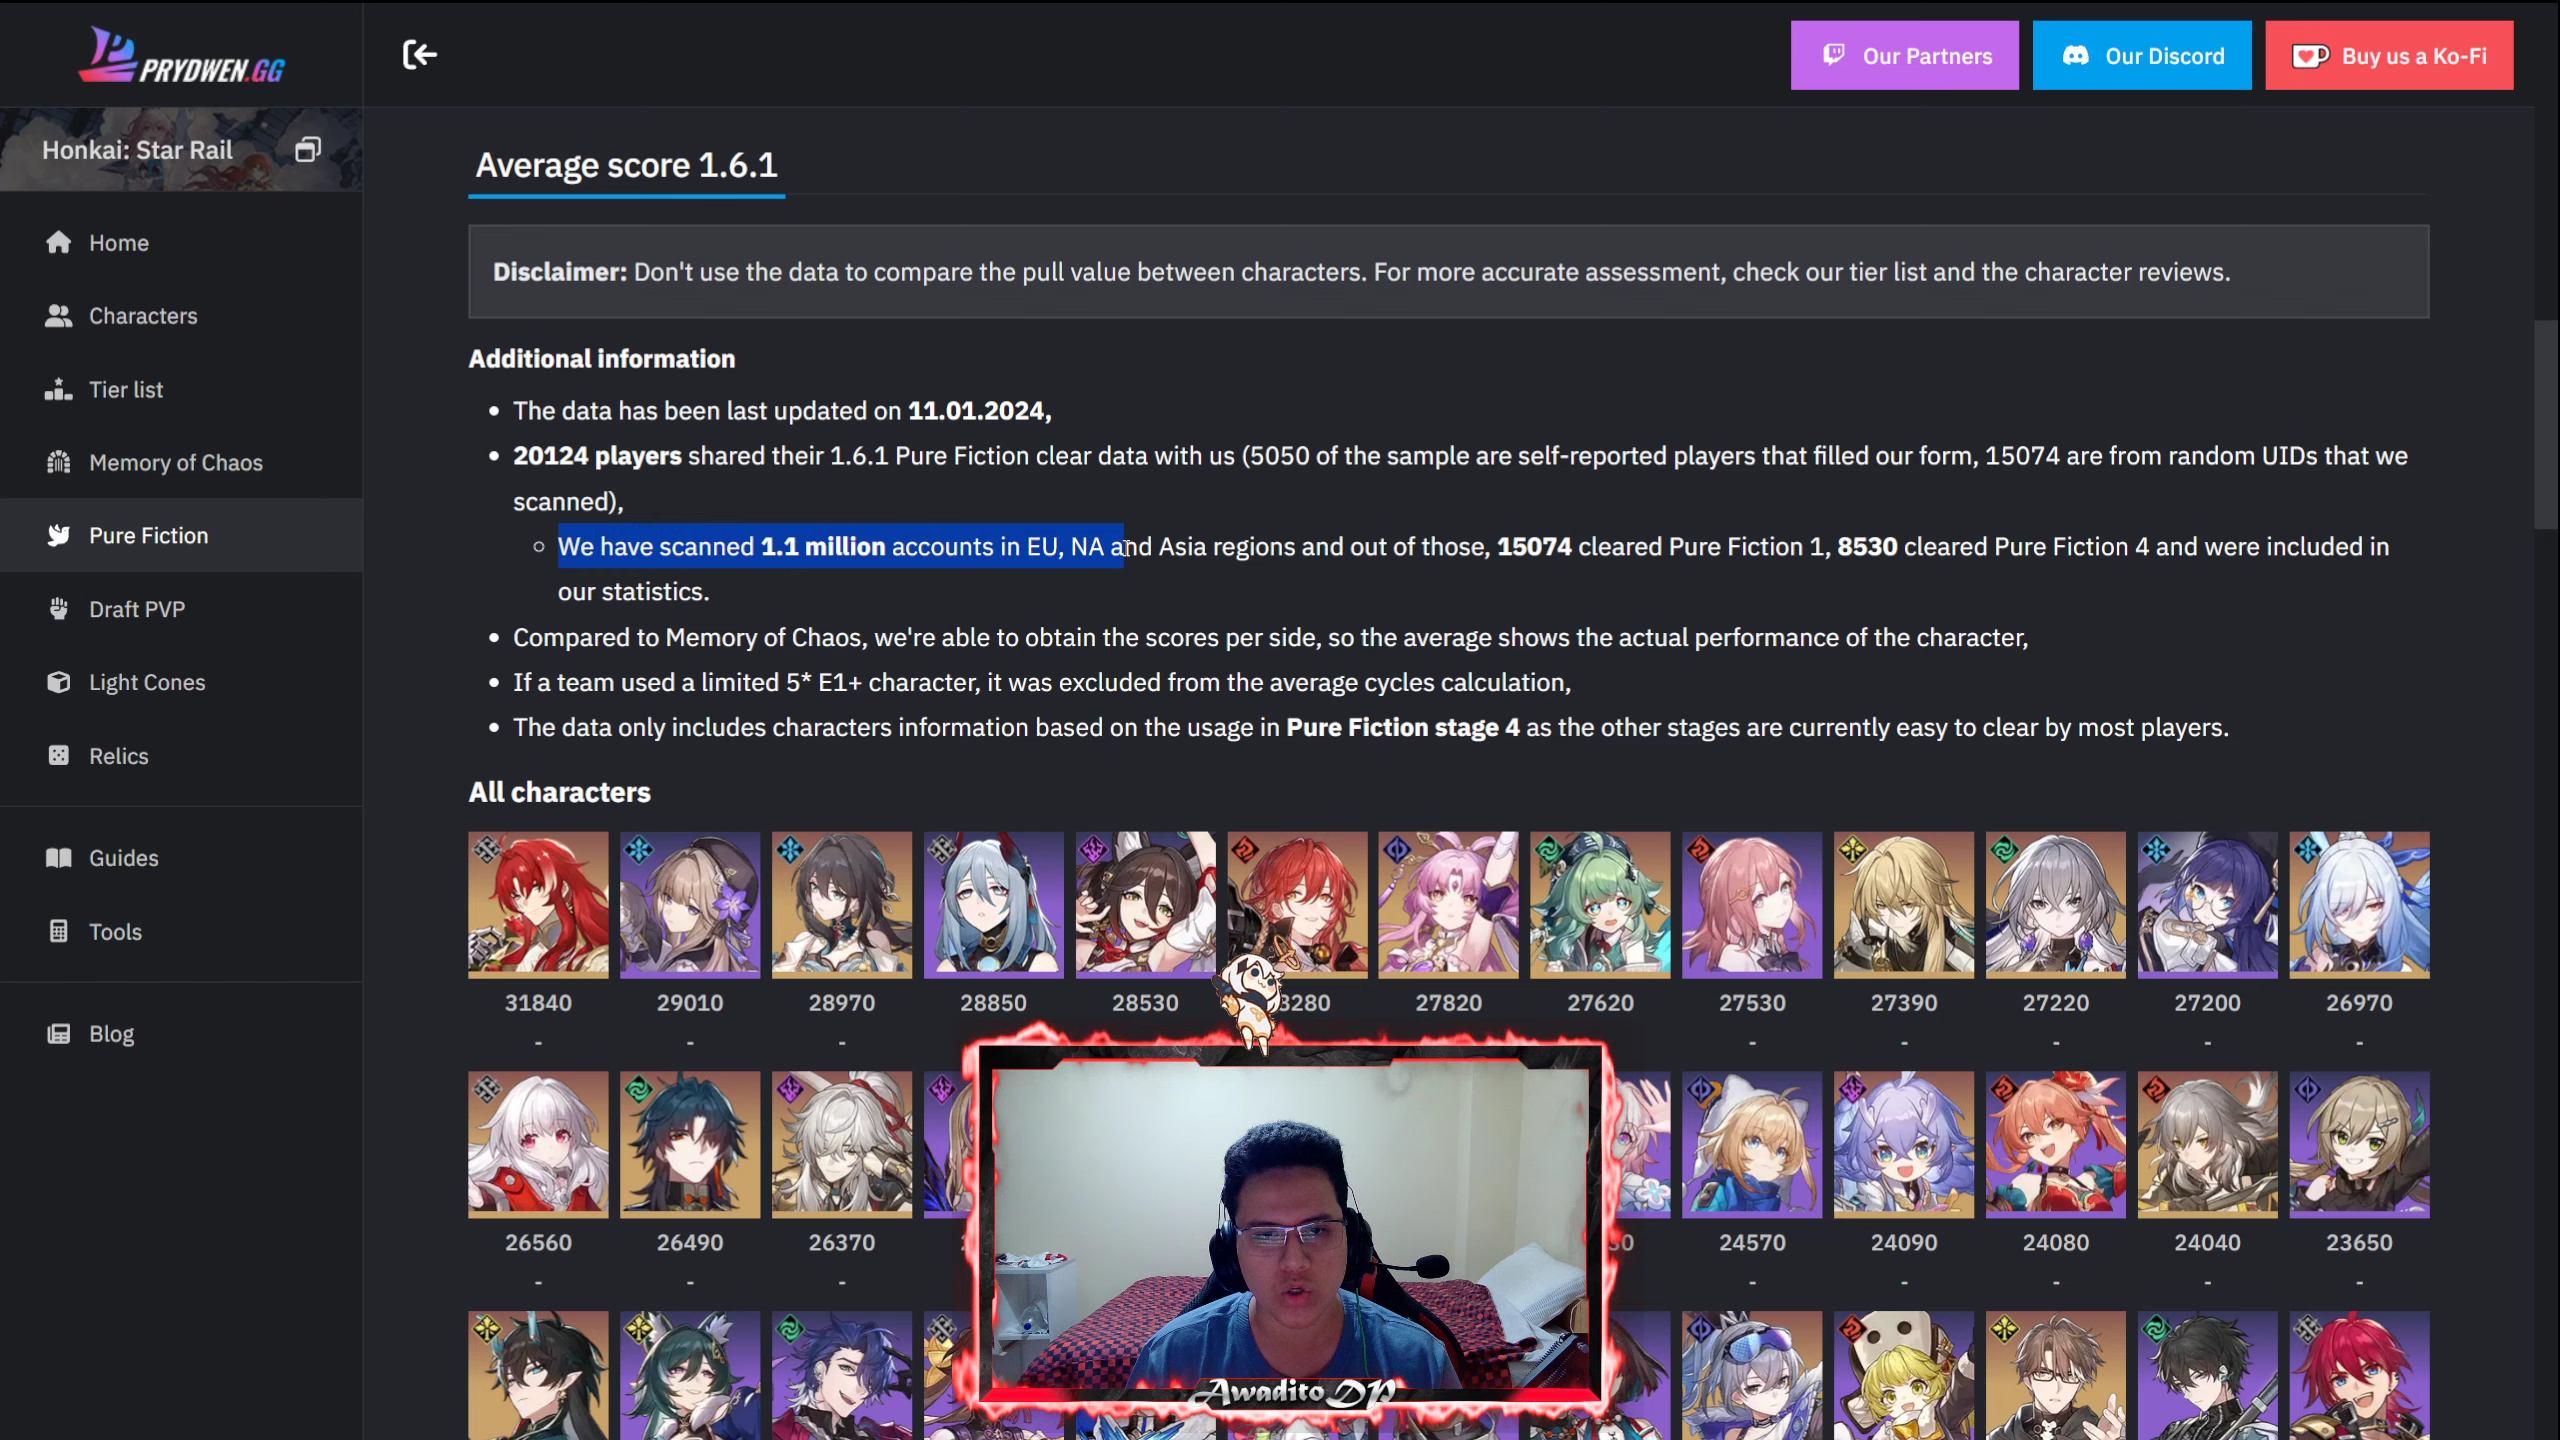 PRYDWEN.GG
Our Partners
Our Discord
Buy us a Ko-Fi
Honkai: Star Rail
Home
Characters
Tier list
Memory of Chaos
Pure Fiction
Draft PVP
Light Cones
Relics
Guides
Tools
Blog
Average score 1.6.1
Disclaimer: Don't use the data to compare the pull value between characters. For more accurate assessment, check our tier list and the character reviews.
Additional information
The data has been last updated on 11.01.2024,
20124 players shared their 1.6.1 Pure Fiction clear data with us (5050 of the sample are self-reported players that filled our form, 15074 are from random UIDs that we
scanned),
We have scanned 1.1 million accounts in EU, NA and Asia regions and out of those, 15074 cleared Pure Fiction 1, 8530 cleared Pure Fiction 4 and were included in
our statistics.
Compared to Memory of Chaos, we're able to obtain the scores per side, so the average shows the actual performance of the character,
If a team used a limited 5* E1+ character, it was excluded from the average cycles calculation,
The data only includes characters information based on the usage in Pure Fiction stage 4 as the other stages are currently easy to clear by most players.
All characters
31840 29010 28970 28850 28530 27820 27620 27530 27390 27220 27200 26970
- - - - - - - -
26560 26490 26370 24570 24090 24080 24040 23650
- - - - - - - -
Awadito DP